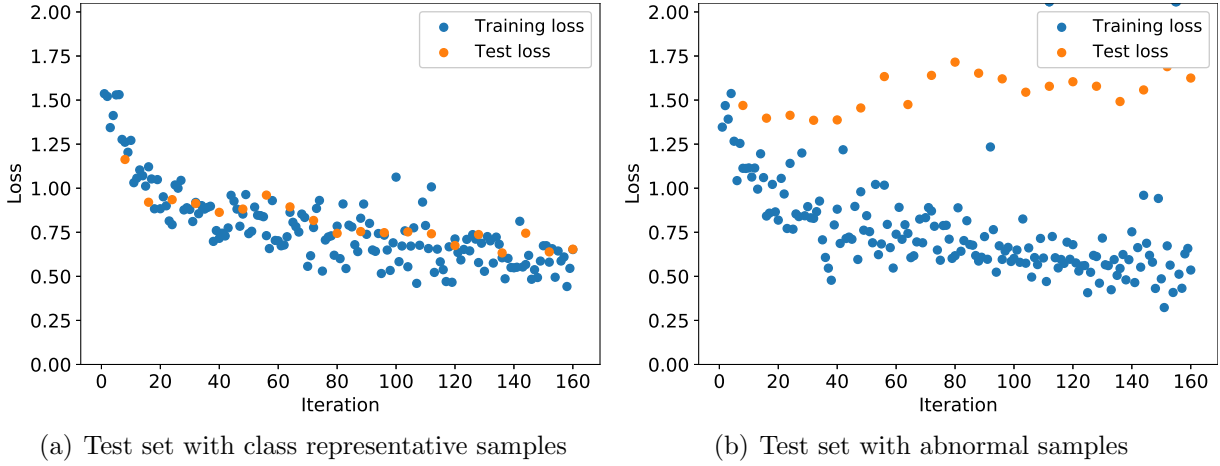 2.00
1.75
1.50
1.25
1.00
0.75
0.50
0.25
0.00
Loss
0 20 40 60 80 100 120 140 160
Iteration
Training loss
Test loss
(a) Test set with class representative samples
2.00
1.75
1.50
1.25
1.00
0.75
0.50
0.25
0.00
Loss
0 20 40 60 80 100 120 140 160
Iteration
Training loss
Test loss
(b) Test set with abnormal samples